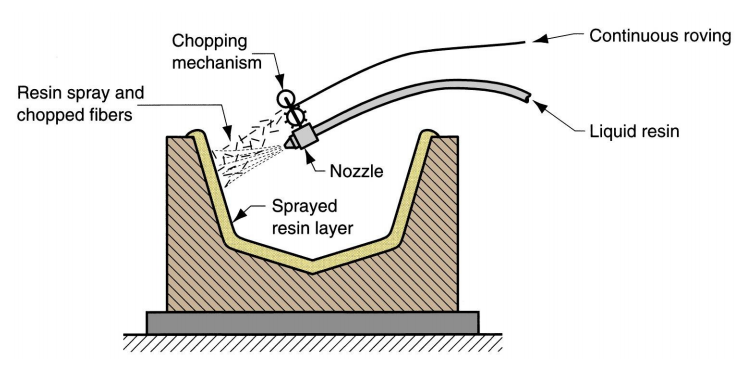 Chopping
mechanism
Continuous roving
Resin spray and
chopped fibers
Liquid resin
Nozzle
Sprayed
resin layer